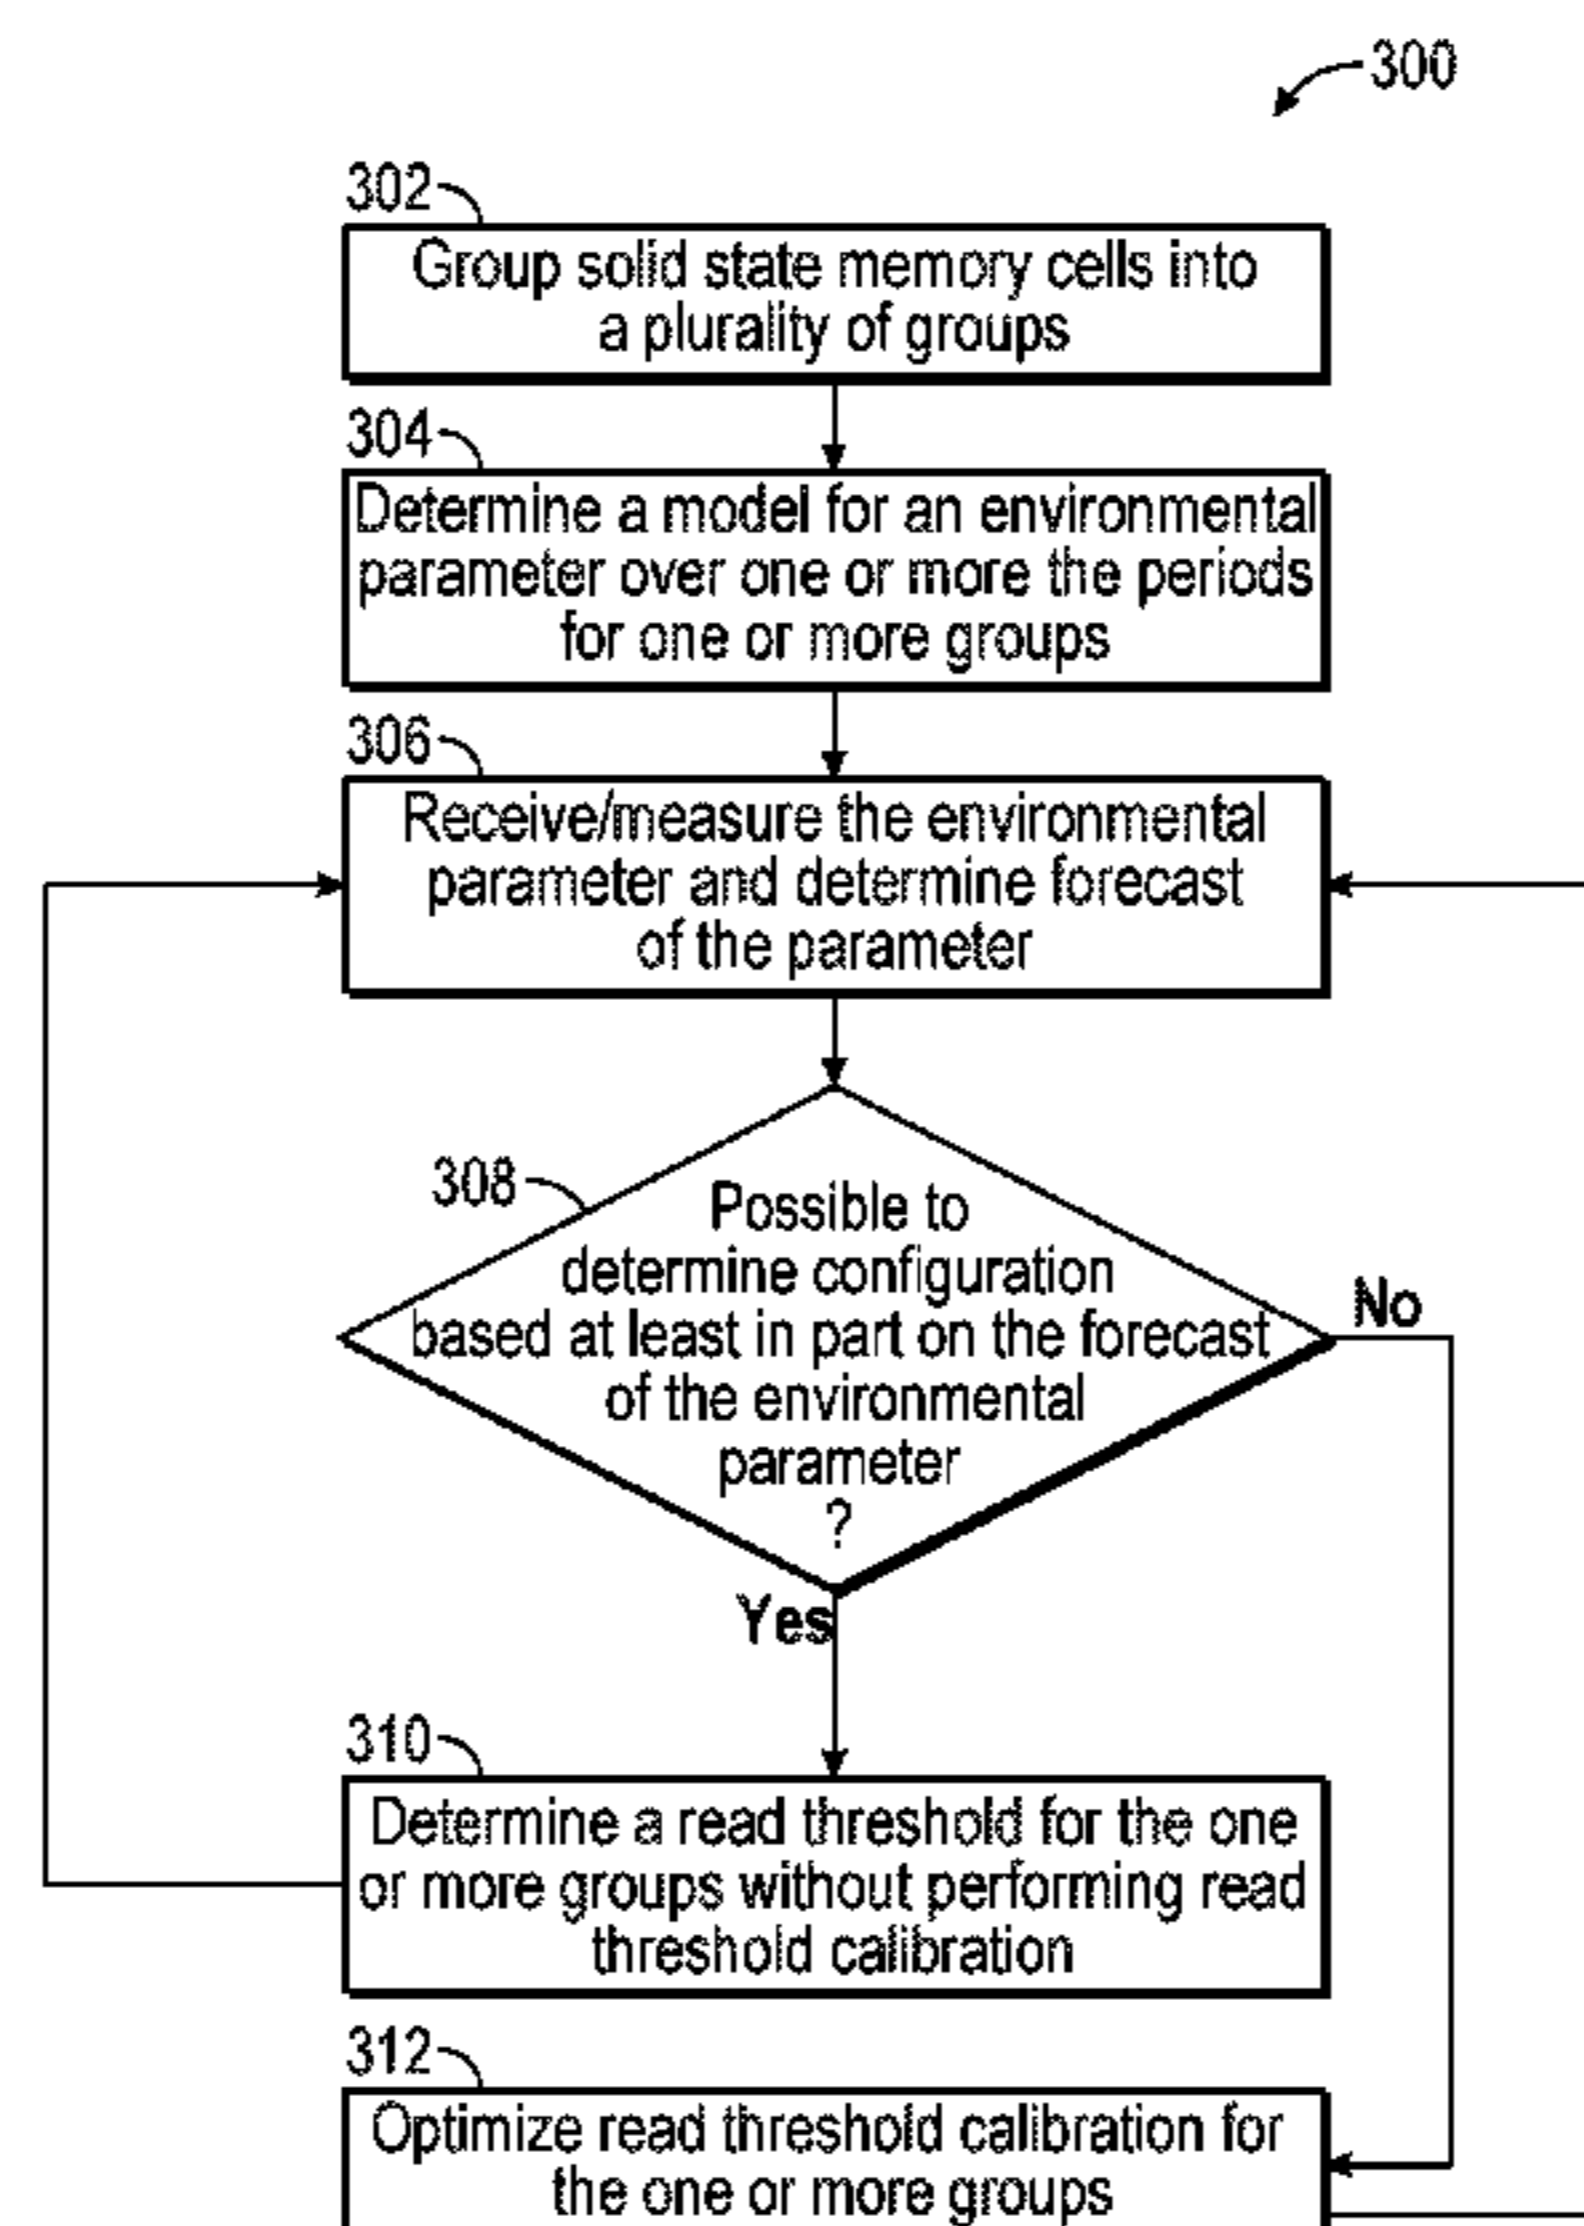 300
302
Group solid state memory cells into
a plurality of groups
304
Determine a model for an environmental
parameter over one or more the periods
for one or more groups
306
Receive/measure the environmental
parameter and determine forecast
of the parameter
308
Possible to
determine configuration
based at least in part on the forecast
of the environmental
parameter
?
No
Yes
310
Determine a read threshold for the one
or more groups without performing read
threshold calibration
312
Optimize read threshold calibration for
the one or more groups